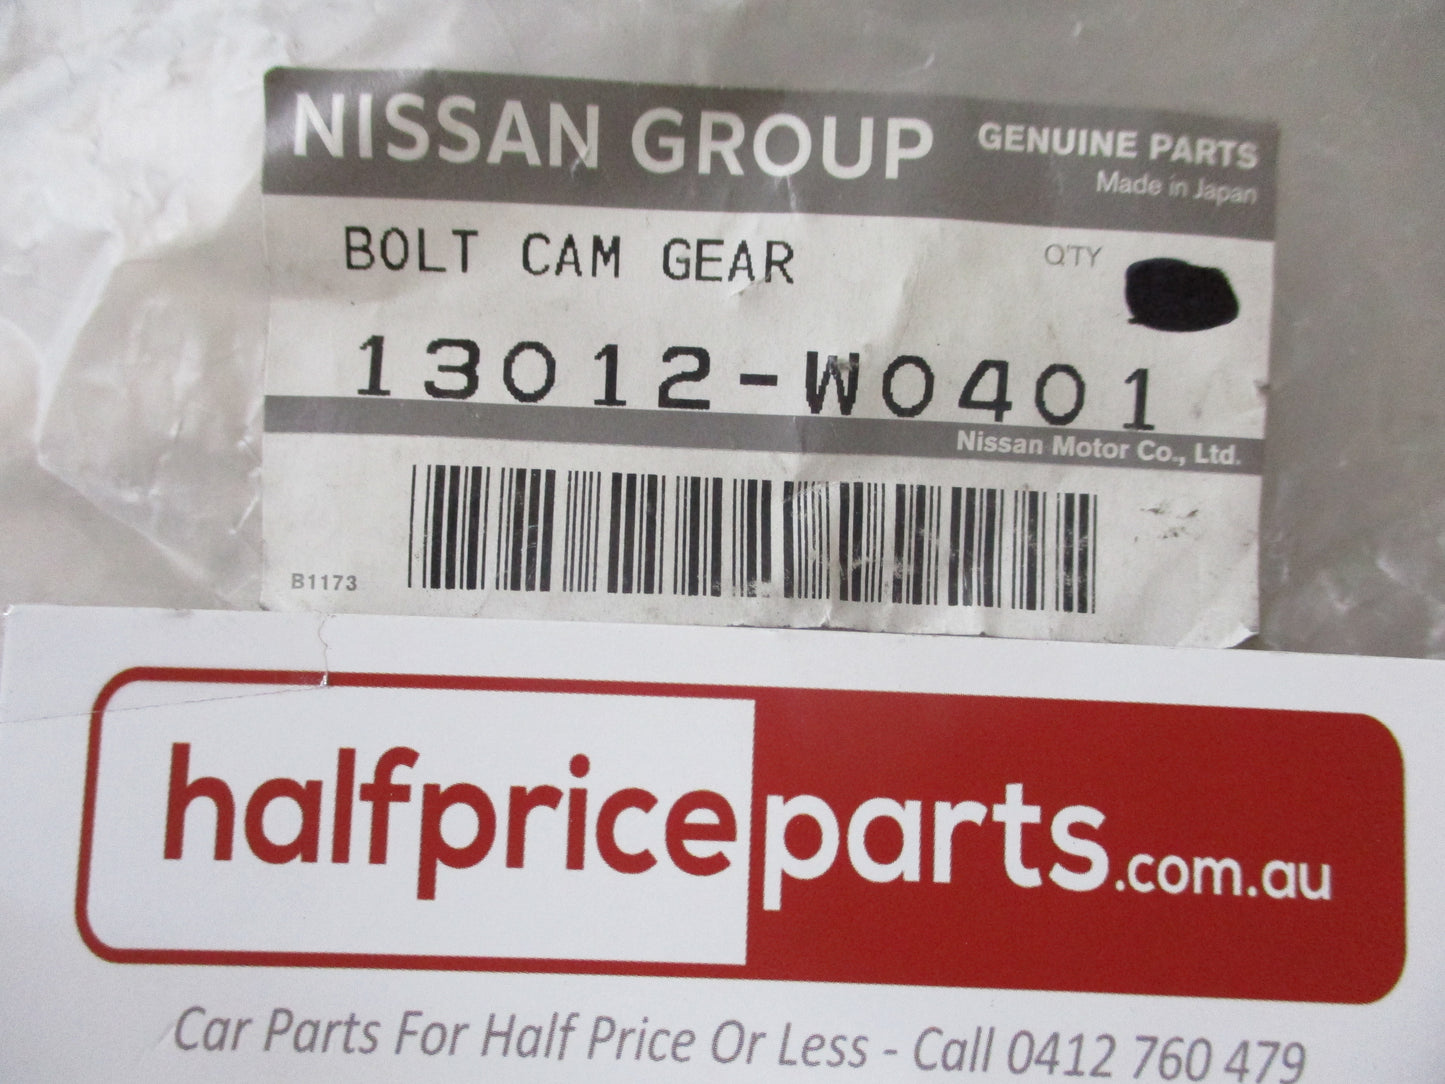 NISSAN GROUP GENUINE PARTS
Made in Japan
BOLT CAM GEAR Q'TY
13012-W0401
Nissan Motor Co., Ltd.
B1173
halfpriceparts.com.au
Car Parts For Half Price Or Less - Call 0412 760 479